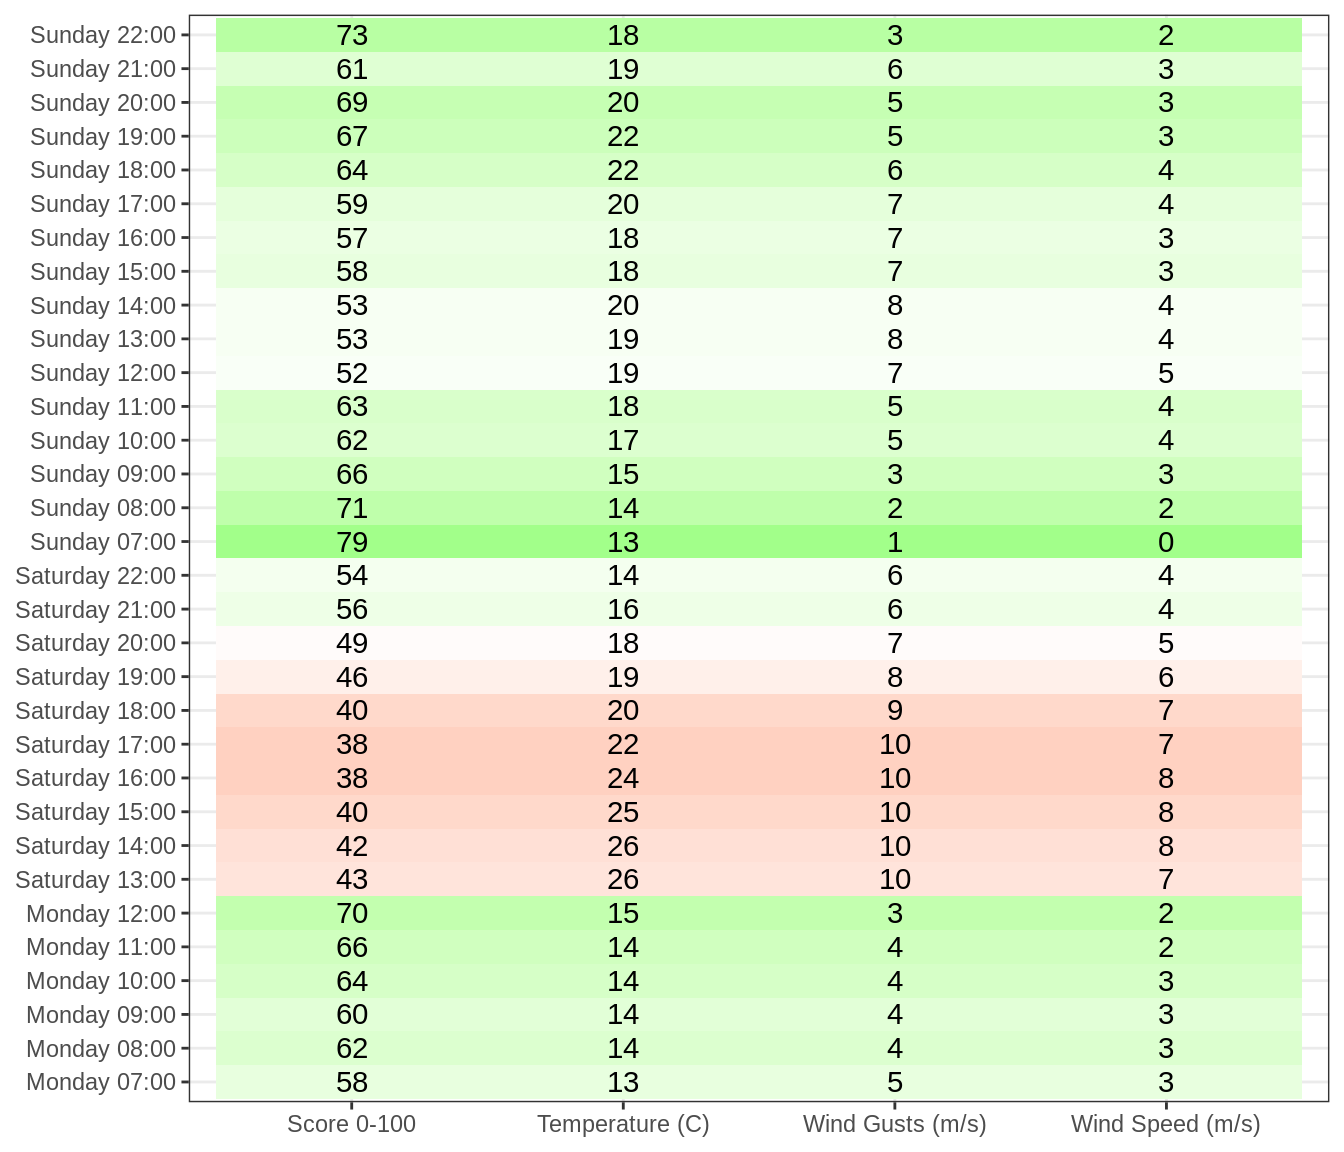 Sunday 22:00 73 18 3 2
Sunday 21:00 61 19 6 3
Sunday 20:00 69 20 5 3
Sunday 19:00 67 22 5 3
Sunday 18:00 64 22 6 4
Sunday 17:00 59 20 7 4
Sunday 16:00 57 18 7 3
Sunday 15:00 58 18 7 3
Sunday 14:00 53 20 8 4
Sunday 13:00 53 19 8 4
Sunday 12:00 52 19 7 5
Sunday 11:00 63 18 5 4
Sunday 10:00 62 17 5 4
Sunday 09:00 66 15 3 3
Sunday 08:00 71 14 2 2
Sunday 07:00 79 13 1 0
Saturday 22:00 54 14 6 4
Saturday 21:00 56 16 6 4
Saturday 20:00 49 18 7 5
Saturday 19:00 46 19 8 6
Saturday 18:00 40 20 9 7
Saturday 17:00 38 22 10 7
Saturday 16:00 38 24 10 8
Saturday 15:00 40 25 10 8
Saturday 14:00 42 26 10 8
Saturday 13:00 43 26 10 7
Monday 12:00 70 15 3 2
Monday 11:00 66 14 4 2
Monday 10:00 64 14 4 3
Monday 09:00 60 14 4 3
Monday 08:00 62 14 4 3
Monday 07:00 58 13 5 3
Score 0-100 Temperature (C) Wind Gusts (m/s) Wind Speed (m/s)